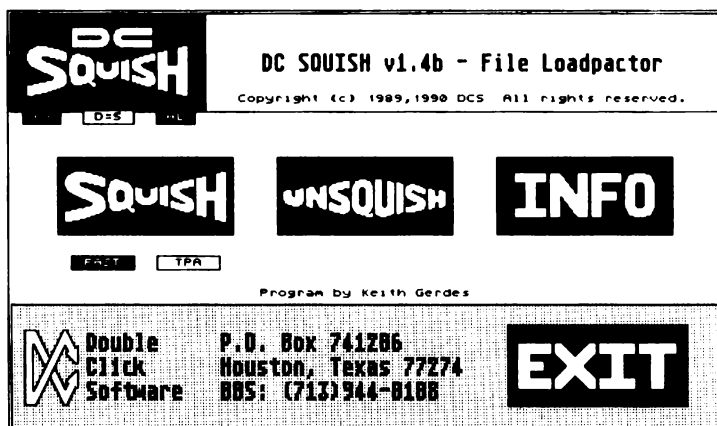 DC
SQUISH
DC SQUISH v1.4b - File Loadpactor
Copyright (c) 1989,1990 DCS All rights reserved.
D=S
SQUISH
UNSQUISH
INFO
FAST
TPA
Program by Keith Gerdes
Double
Click
Software
P.O. Box 741206
Houston, Texas 77274
BBS: (713)944-0108
EXIT